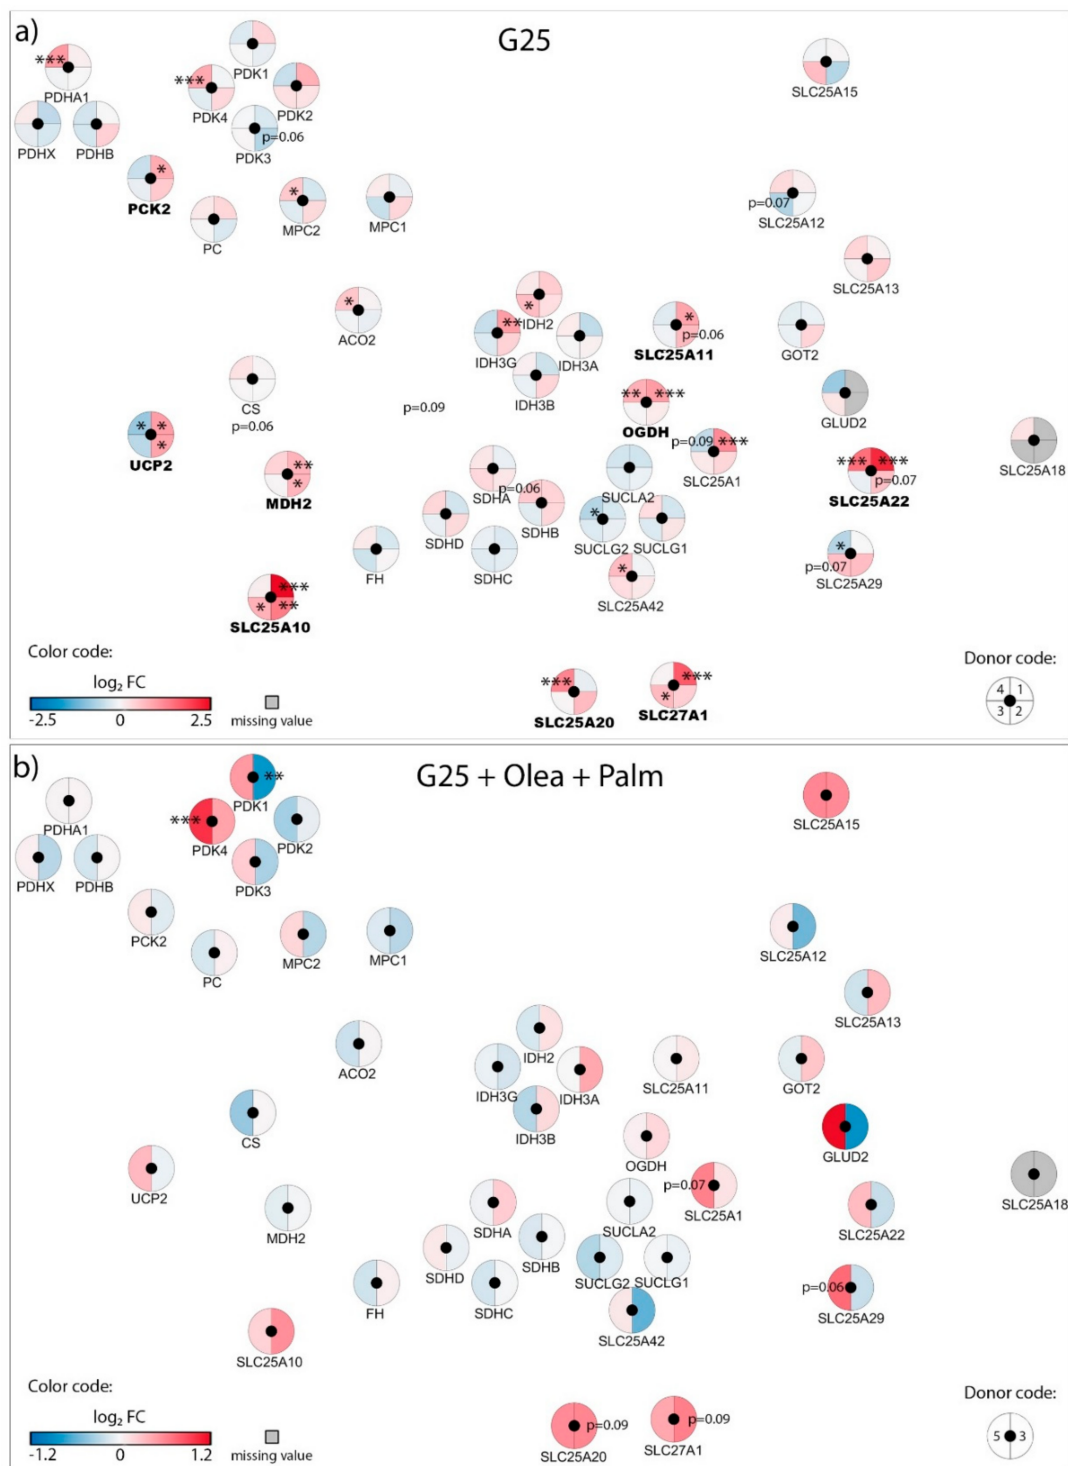 a)
G25
***
PDHA1
PDHX
PDHB
PDK1
***
PDK4
PDK2
PDK3
p=0.06
SLC25A15
*
PCK2
PC
*
MPC2
MPC1
p=0.07
SLC25A12
SLC25A13
*
ACO2
*
IDH2
**
IDH3G
IDH3A
IDH3B
*
p=0.06
SLC25A11
GOT2
CS
p=0.06
p=0.09
** ***
OGDH
GLUD2
* *
*
UCP2
**
*
MDH2
p=0.09
***
SLC25A1
*** ***
p=0.07
SLC25A22
SLC25A18
SDHA
p=0.06
SUCLA2
SDHD
SDHB
SDHC
*
SUCLG2
SUCLG1
FH
*
SLC25A42
*
p=0.07
SLC25A29
***
* **
SLC25A10
***
SLC25A20
***
*
SLC27A1
Color code:
log₂ FC
-2.5 0 2.5
missing value
Donor code:
4 1
3 2
b)
G25 + Olea + Palm
PDHA1
PDHX
PDHB
**
PDK1
***
PDK4
PDK2
PDK3
SLC25A15
PCK2
PC
MPC2
MPC1
SLC25A12
SLC25A13
ACO2
IDH2
IDH3G
IDH3A
IDH3B
SLC25A11
GOT2
CS
OGDH
GLUD2
UCP2
MDH2
p=0.07
SLC25A1
SLC25A22
SLC25A18
SDHA
SUCLA2
SDHD
SDHB
SDHC
SUCLG2
SUCLG1
FH
SLC25A42
p=0.06
SLC25A29
SLC25A10
p=0.09
SLC25A20
p=0.09
SLC27A1
Color code:
log₂ FC
-1.2 0 1.2
missing value
Donor code:
5 3